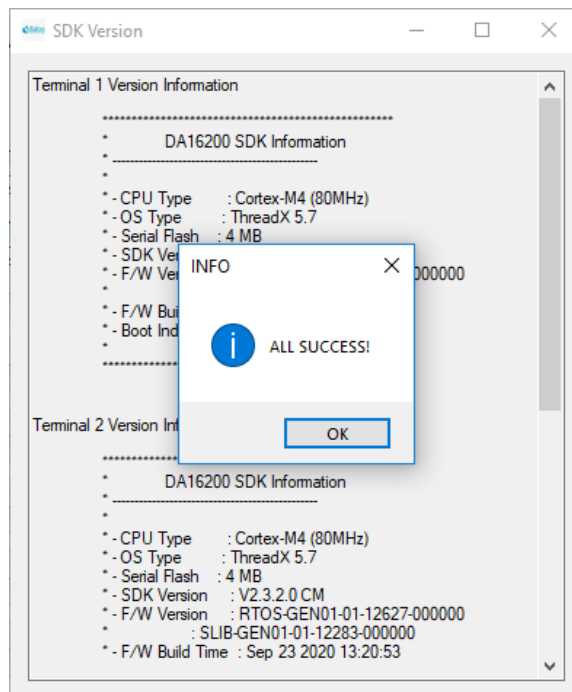 dialog SDK Version
Terminal 1 Version Information
*****************************************************
* DA16200 SDK Information
* ---------------------------------------------------
*
* - CPU Type : Cortex-M4 (80MHz)
* - OS Type : ThreadX 5.7
* - Serial Flash : 4 MB
* - SDK Ve
* - F/W Ve 000000
*
* - F/W Bui
* - Boot Ind
*
INFO
ALL SUCCESS!
OK
Terminal 2 Version Inf
* DA16200 SDK Information
* ---------------------------------------------------
*
* - CPU Type : Cortex-M4 (80MHz)
* - OS Type : ThreadX 5.7
* - Serial Flash : 4 MB
* - SDK Version : V2.3.2.0 CM
* - F/W Version : RTOS-GEN01-01-12627-000000
* : SLIB-GEN01-01-12283-000000
* - F/W Build Time : Sep 23 2020 13:20:53